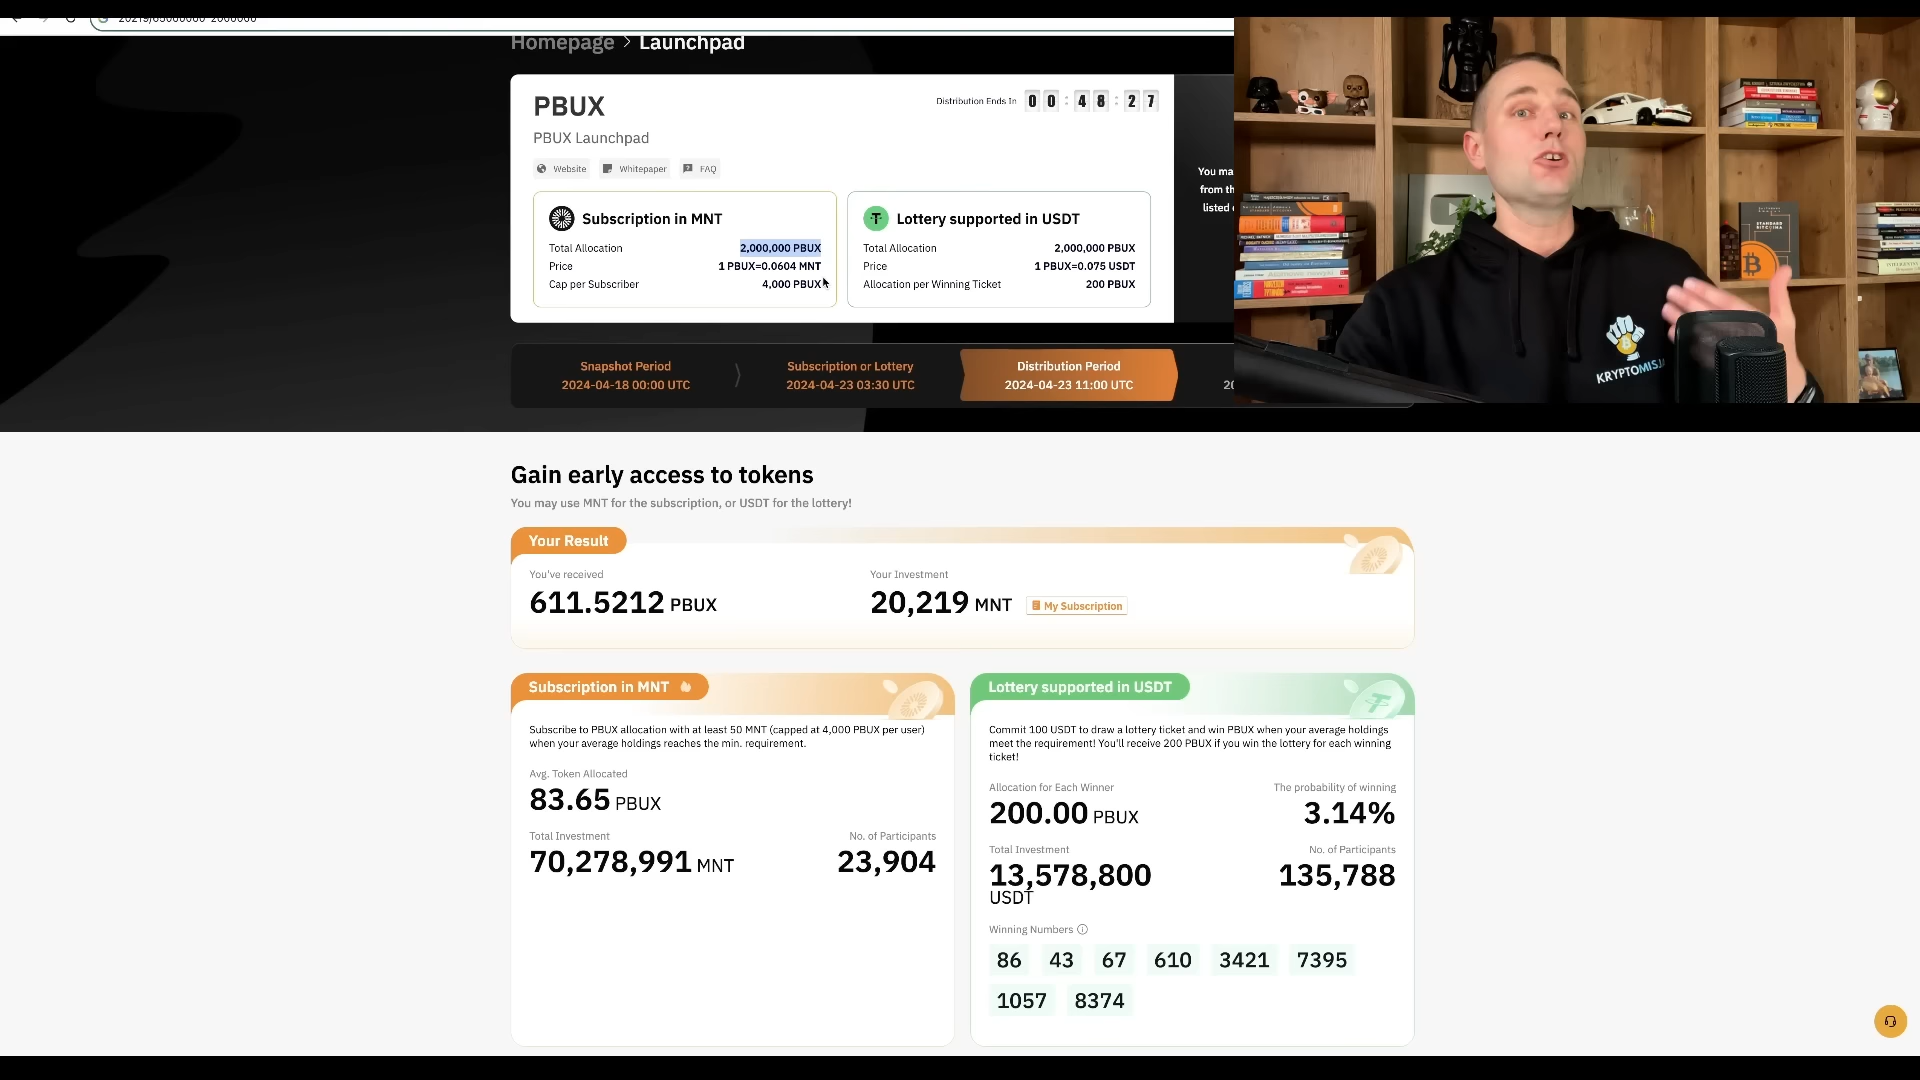 Homepage > Launchpad
PBUX
Distribution Ends In 00:48:27
PBUX Launchpad
Website Whitepaper FAQ
Subscription in MNT
Total Allocation 2,000,000 PBUX
Price 1 PBUX=0.0604 MNT
Cap per Subscriber 4,000 PBUX
Lottery supported in USDT
Total Allocation 2,000,000 PBUX
Price 1 PBUX=0.075 USDT
Allocation per Winning Ticket 200 PBUX
You ma
from th
listed
Snapshot Period
2024-04-18 00:00 UTC
Subscription or Lottery
2024-04-23 03:30 UTC
Distribution Period
2024-04-23 11:00 UTC
20
KRYPTOMISJA
STANDARD
BITCOINA
Gain early access to tokens
You may use MNT for the subscription, or USDT for the lottery!
Your Result
You've received
611.5212 PBUX
Your Investment
20,219 MNT My Subscription
Subscription in MNT
Subscribe to PBUX allocation with at least 50 MNT (capped at 4,000 PBUX per user)
when your average holdings reaches the min. requirement.
Avg. Token Allocated
83.65 PBUX
Total Investment
70,278,991 MNT
No. of Participants
23,904
Lottery supported in USDT
Commit 100 USDT to draw a lottery ticket and win PBUX when your average holdings
meet the requirement! You'll receive 200 PBUX if you win the lottery for each winning
ticket!
Allocation for Each Winner
200.00 PBUX
The probability of winning
3.14%
Total Investment
13,578,800
USDT
No. of Participants
135,788
Winning Numbers
86 43 67 610 3421 7395
1057 8374